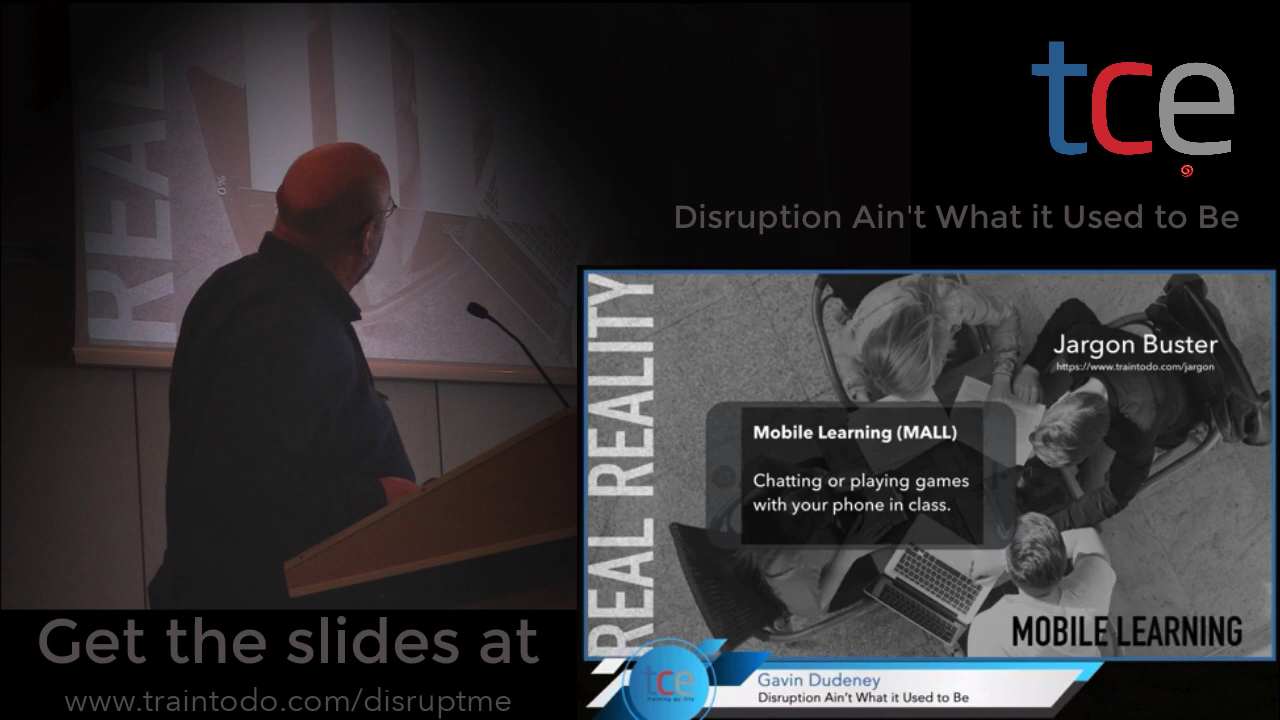 REAL
0%
tce
Disruption Ain't What it Used to Be
REAL REALITY
Jargon Buster
https://www.traintodo.com/jargon
Mobile Learning (MALL)
Chatting or playing games
with your phone in class.
MOBILE LEARNING
Get the slides at
www.traintodo.com/disruptme
tce
Gavin Dudeney
Disruption Ain't What it Used to Be